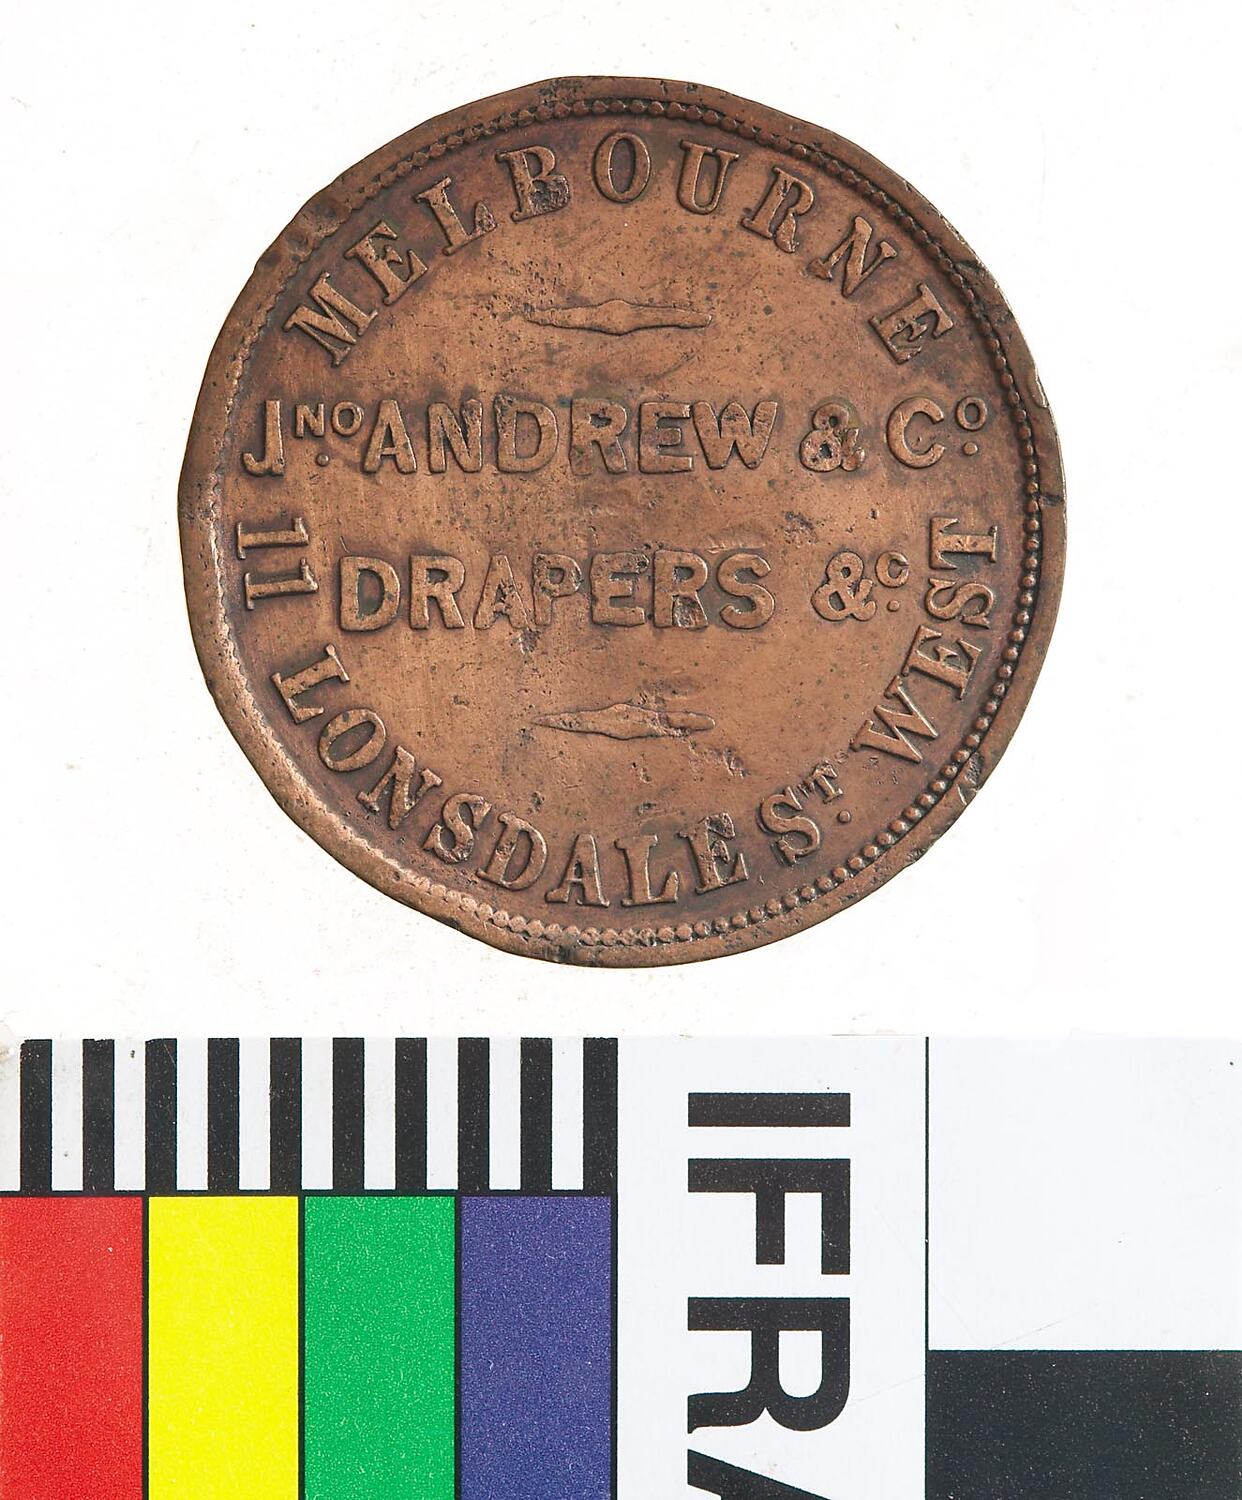 MELBOURNE
JNO. ANDREW & CO.
DRAPERS &C.
11 LONSDALE ST. WEST
IFRA